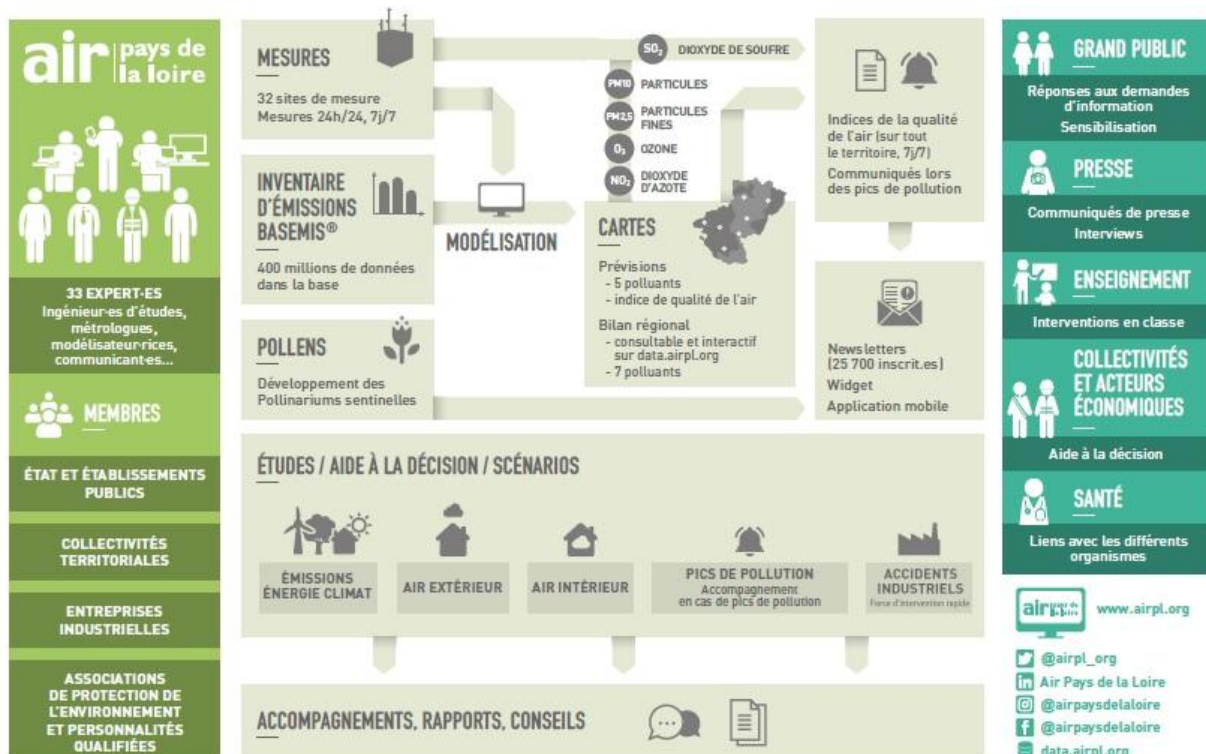 air pays de
la loire
33 EXPERT·ES
Ingénieur·es d'études,
métrologues,
modélisateur·rices,
communicant·es...
MEMBRES
ÉTAT ET ÉTABLISSEMENTS
PUBLICS
COLLECTIVITÉS
TERRITORIALES
ENTREPRISES
INDUSTRIELLES
ASSOCIATIONS
DE PROTECTION DE
L'ENVIRONNEMENT
ET PERSONNALITÉS
QUALIFIÉES
MESURES
32 sites de mesure
Mesures 24h/24, 7j/7
INVENTAIRE
D'ÉMISSIONS
BASEMIS®
400 millions de données
dans la base
POLLENS
Développement des
Pollinariums sentinelles
MODÉLISATION
SO₂ DIOXYDE DE SOUFRE
PM10 PARTICULES
PM2,5 PARTICULES
FINES
O₃ OZONE
NO₂ DIOXYDE
D'AZOTE
CARTES
Prévisions
- 5 polluants
- indice de qualité de l'air
Bilan régional
- consultable et interactif
sur data.airpl.org
- 7 polluants
Indices de la qualité
de l'air (sur tout
le territoire, 7j/7)
Communiqués lors
des pics de pollution
Newsletters
(25 700 inscrit.es)
Widget
Application mobile
ÉTUDES / AIDE À LA DÉCISION / SCÉNARIOS
ÉMISSIONS
ÉNERGIE CLIMAT
AIR EXTÉRIEUR
AIR INTÉRIEUR
PICS DE POLLUTION
Accompagnement
en cas de pics de pollution
ACCIDENTS
INDUSTRIELS
Force d'intervention rapide
ACCOMPAGNEMENTS, RAPPORTS, CONSEILS
GRAND PUBLIC
Réponses aux demandes
d'information
Sensibilisation
PRESSE
Communiqués de presse
Interviews
ENSEIGNEMENT
Interventions en classe
COLLECTIVITÉS
ET ACTEURS
ÉCONOMIQUES
Aide à la décision
SANTÉ
Liens avec les différents
organismes
air pays de
la loire
www.airpl.org
@airpl_org
in Air Pays de la Loire
@airpaysdelaloire
f @airpaysdelaloire
data.airpl.org